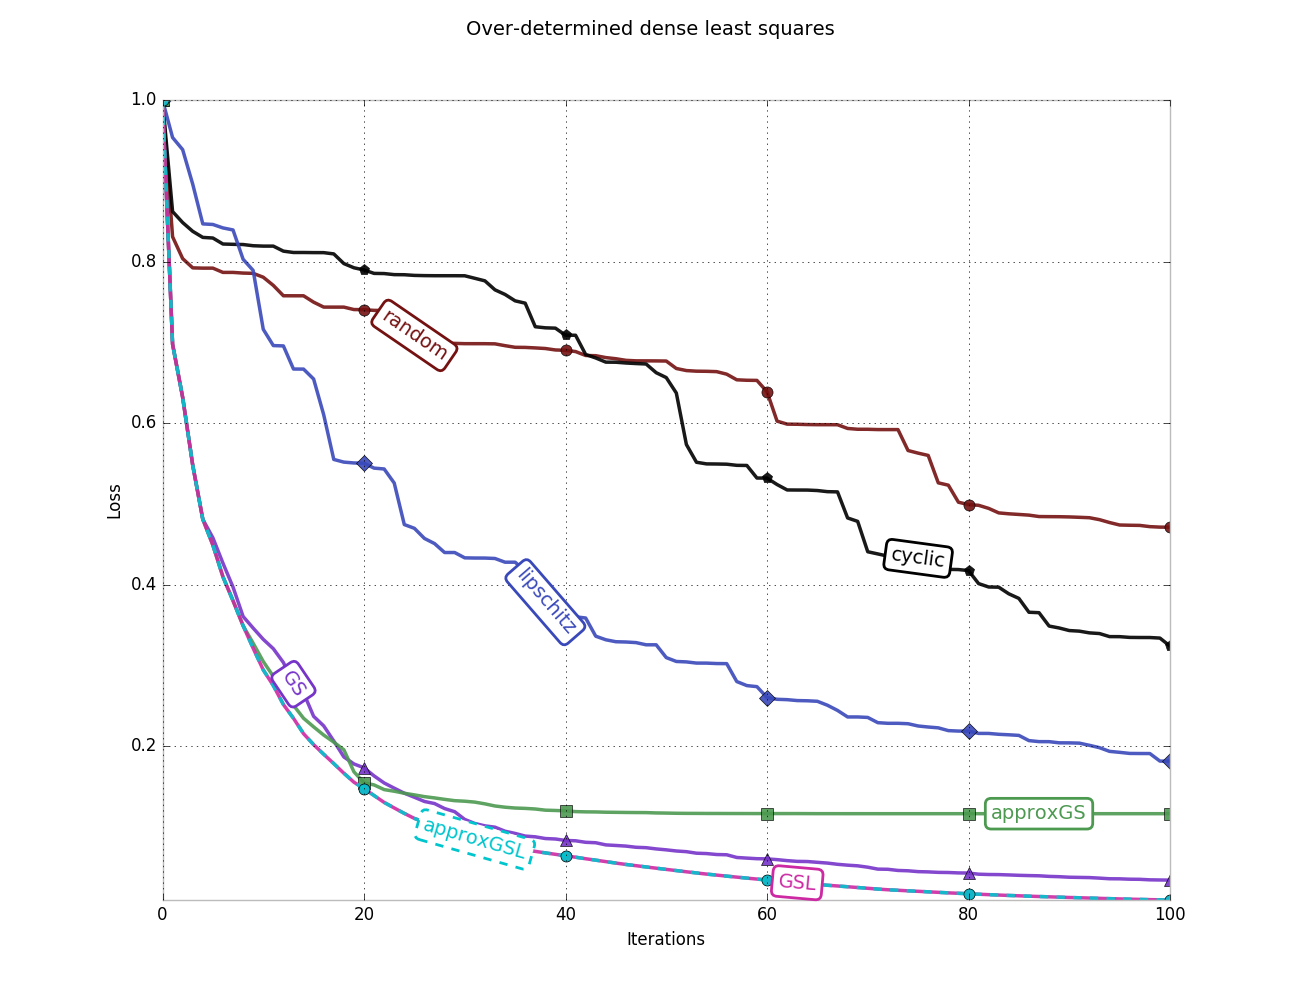 Over-determined dense least squares
1.0
0.8
0.6
0.4
0.2
Loss
random
cyclic
lipschitz
GS
approxGS
approxGSL
GSL
0 20 40 60 80 100
Iterations